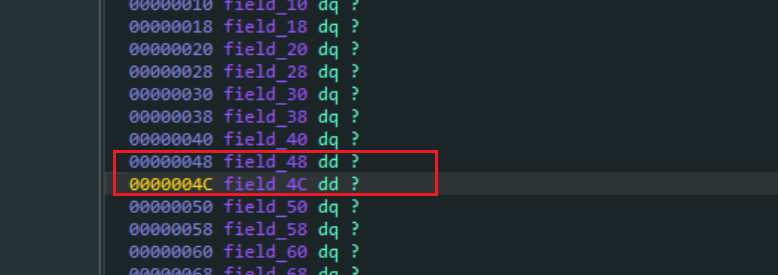 00000010 field_10 dq ?
00000018 field_18 dq ?
00000020 field_20 dq ?
00000028 field_28 dq ?
00000030 field_30 dq ?
00000038 field_38 dq ?
00000040 field_40 dq ?
00000048 field_48 dd ?
0000004C field_4C dd ?
00000050 field_50 dq ?
00000058 field_58 dq ?
00000060 field_60 dq ?
00000068 field_68 dq ?